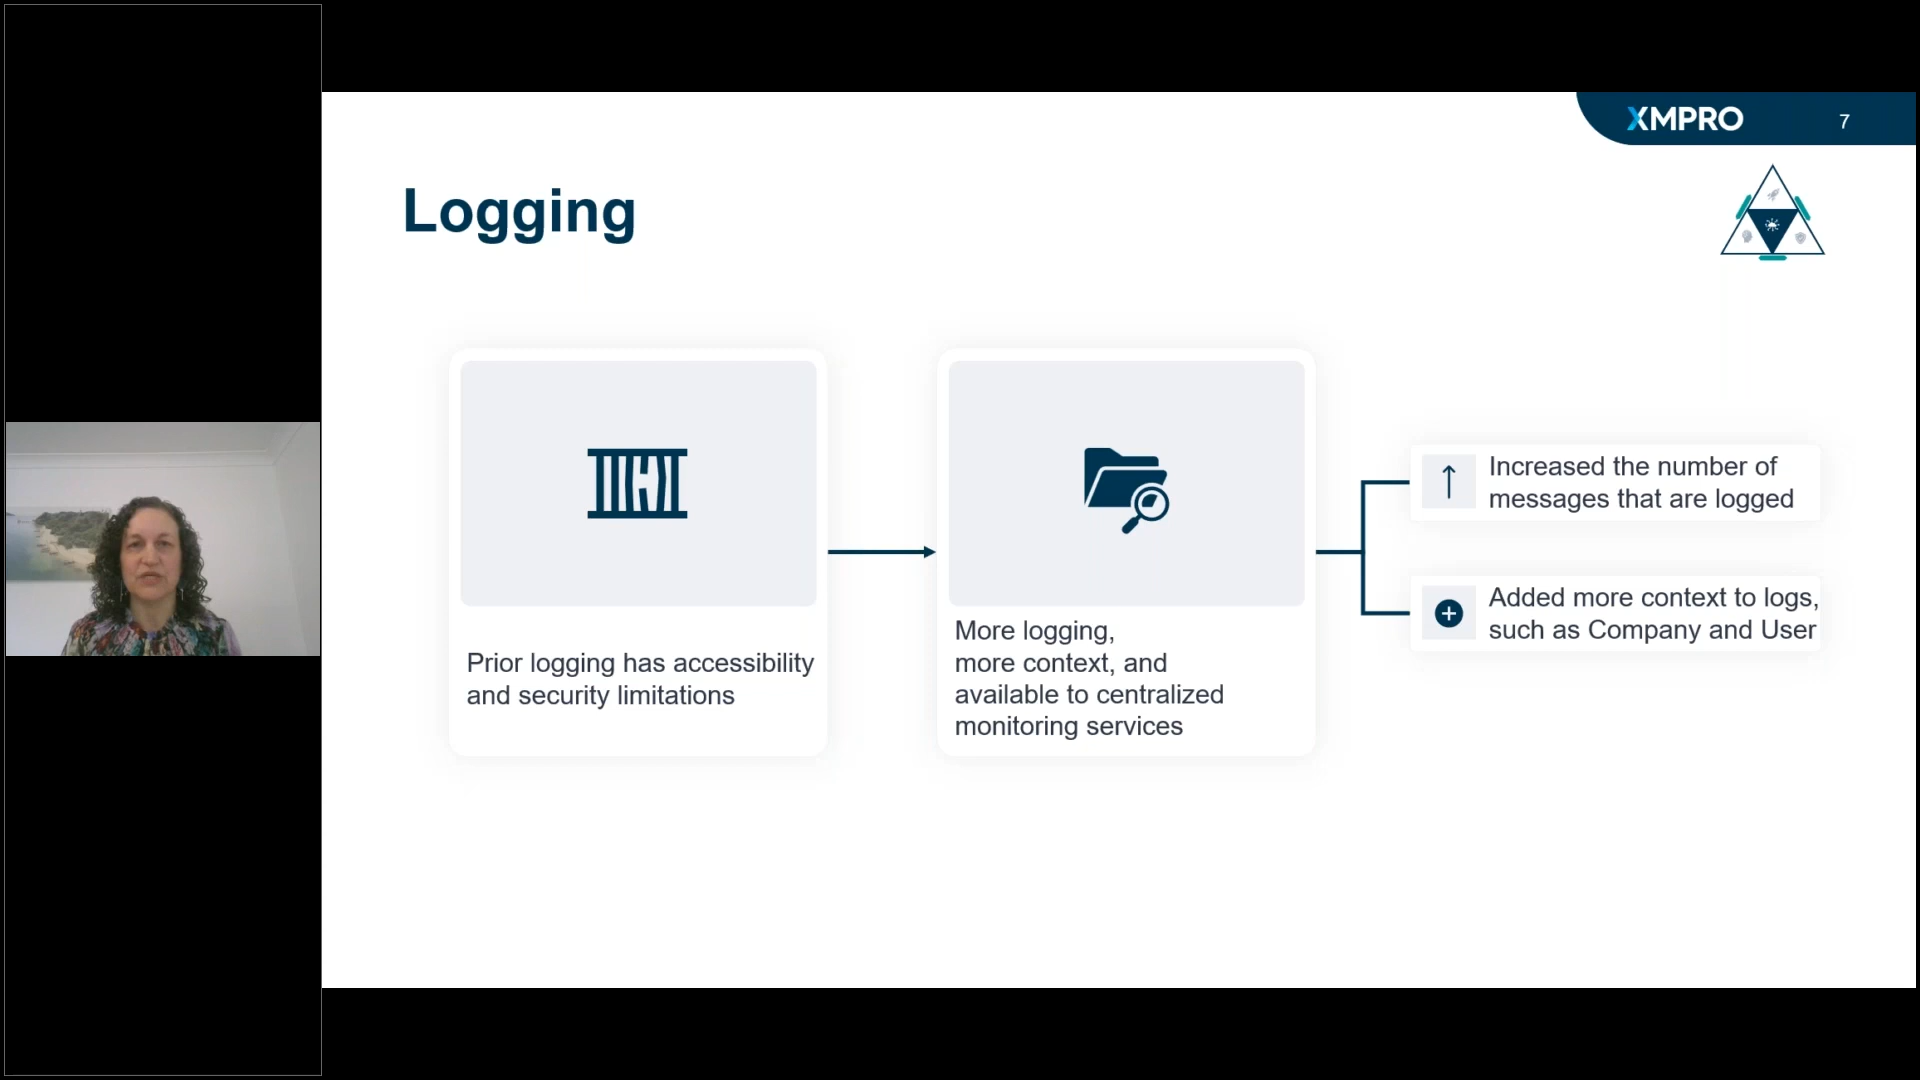 XMPRO
7
Logging
Prior logging has accessibility
and security limitations
More logging,
more context, and
available to centralized
monitoring services
Increased the number of
messages that are logged
Added more context to logs,
such as Company and User